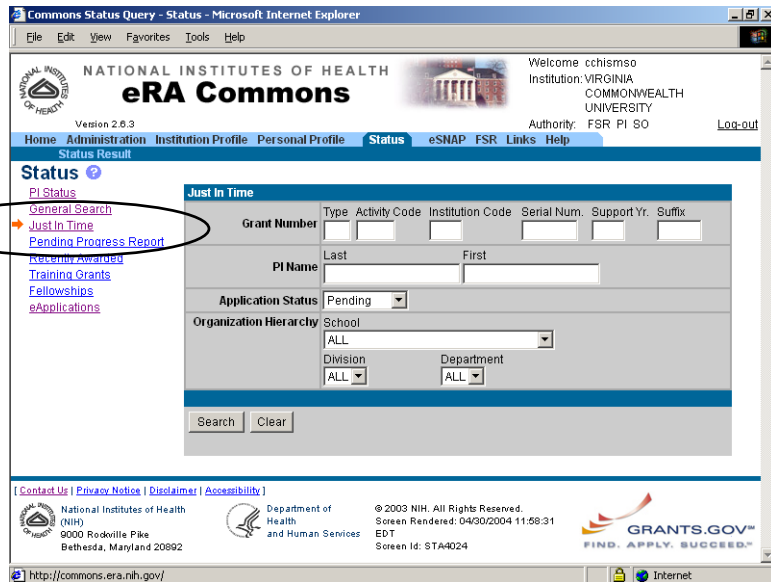 Commons Status Query - Status - Microsoft Internet Explorer
File Edit View Favorites Tools Help
NATIONAL INSTITUTES OF HEALTH
eRA Commons
Version 2.6.3
Welcome cchismso
Institution: VIRGINIA
COMMONWEALTH
UNIVERSITY
Authority: FSR PI SO
Log-out
Home Administration Institution Profile Personal Profile Status eSNAP FSR Links Help
Status Result
Status ?
PI Status
General Search
Just In Time
Pending Progress Report
Recently Awarded
Training Grants
Fellowships
eApplications
Just In Time
Type Activity Code Institution Code Serial Num. Support Yr. Suffix
Grant Number
Last First
PI Name
Application Status Pending
Organization Hierarchy School
ALL
Division Department
ALL ALL
Search Clear
[ Contact Us | Privacy Notice | Disclaimer | Accessibility ]
National Institutes of Health
(NIH)
9000 Rockville Pike
Bethesda, Maryland 20892
Department of
Health
and Human Services
© 2003 NIH. All Rights Reserved.
Screen Rendered: 04/30/2004 11:58:31
EDT
Screen Id: STA4024
GRANTS.GOV℠
FIND. APPLY. SUCCEED.℠
http://commons.era.nih.gov/
Internet